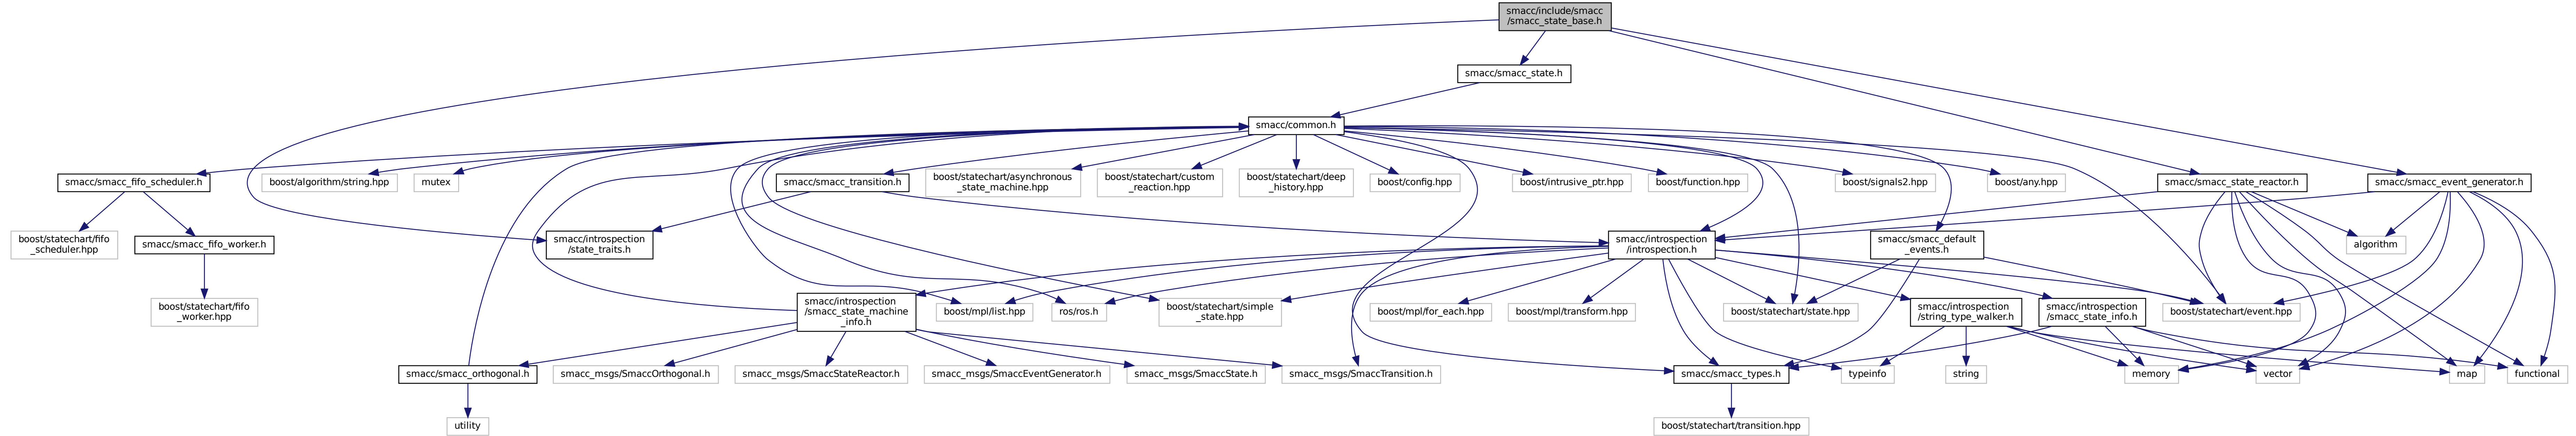 smacc/include/smacc
/smacc_state_base.h
smacc/smacc_state.h
smacc/common.h
smacc/smacc_fifo_scheduler.h
boost/algorithm/string.hpp
mutex
smacc/smacc_transition.h
boost/statechart/asynchronous
_state_machine.hpp
boost/statechart/custom
_reaction.hpp
boost/statechart/deep
_history.hpp
boost/config.hpp
boost/intrusive_ptr.hpp
boost/function.hpp
boost/signals2.hpp
boost/any.hpp
smacc/smacc_state_reactor.h
smacc/smacc_event_generator.h
boost/statechart/fifo
_scheduler.hpp
smacc/smacc_fifo_worker.h
smacc/introspection
/state_traits.h
smacc/introspection
/introspection.h
smacc/smacc_default
_events.h
algorithm
boost/statechart/fifo
_worker.hpp
smacc/introspection
/smacc_state_machine
_info.h
boost/mpl/list.hpp
ros/ros.h
boost/statechart/simple
_state.hpp
boost/mpl/for_each.hpp
boost/mpl/transform.hpp
boost/statechart/state.hpp
smacc/introspection
/string_type_walker.h
smacc/introspection
/smacc_state_info.h
boost/statechart/event.hpp
smacc/smacc_orthogonal.h
smacc_msgs/SmaccOrthogonal.h
smacc_msgs/SmaccStateReactor.h
smacc_msgs/SmaccEventGenerator.h
smacc_msgs/SmaccState.h
smacc_msgs/SmaccTransition.h
smacc/smacc_types.h
typeinfo
string
memory
vector
map
functional
utility
boost/statechart/transition.hpp